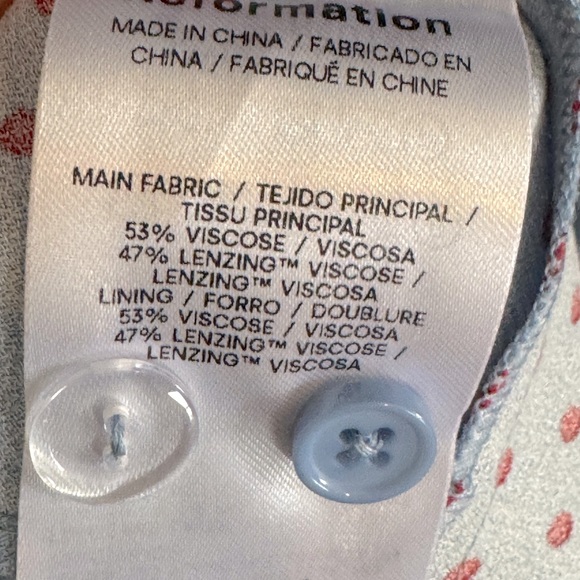 MADE IN CHINA / FABRICADO EN
CHINA / FABRIQUÉ EN CHINE
MAIN FABRIC / TEJIDO PRINCIPAL /
TISSU PRINCIPAL
53% VISCOSE / VISCOSA
47% LENZING™ VISCOSE /
LENZING™ VISCOSA
LINING / FORRO / DOUBLURE
53% VISCOSE / VISCOSA
47% LENZING™ VISCOSE /
LENZING™ VISCOSA